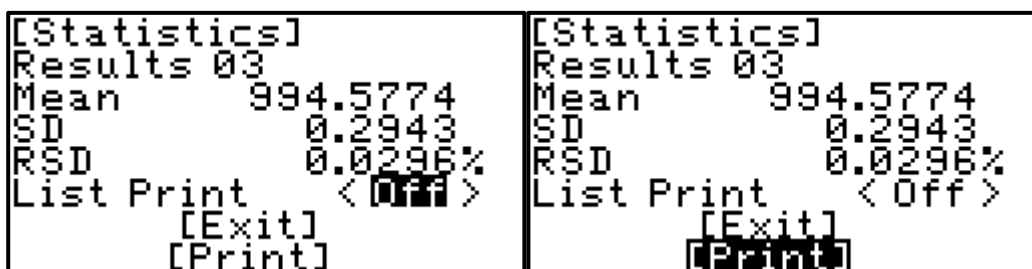 [Statistics]
Results 03
Mean 994.5774
SD 0.2943
RSD 0.0296%
List Print <Off>
[Exit]
[Print]
[Statistics]
Results 03
Mean 994.5774
SD 0.2943
RSD 0.0296%
List Print <Off>
[Exit]
[Print]